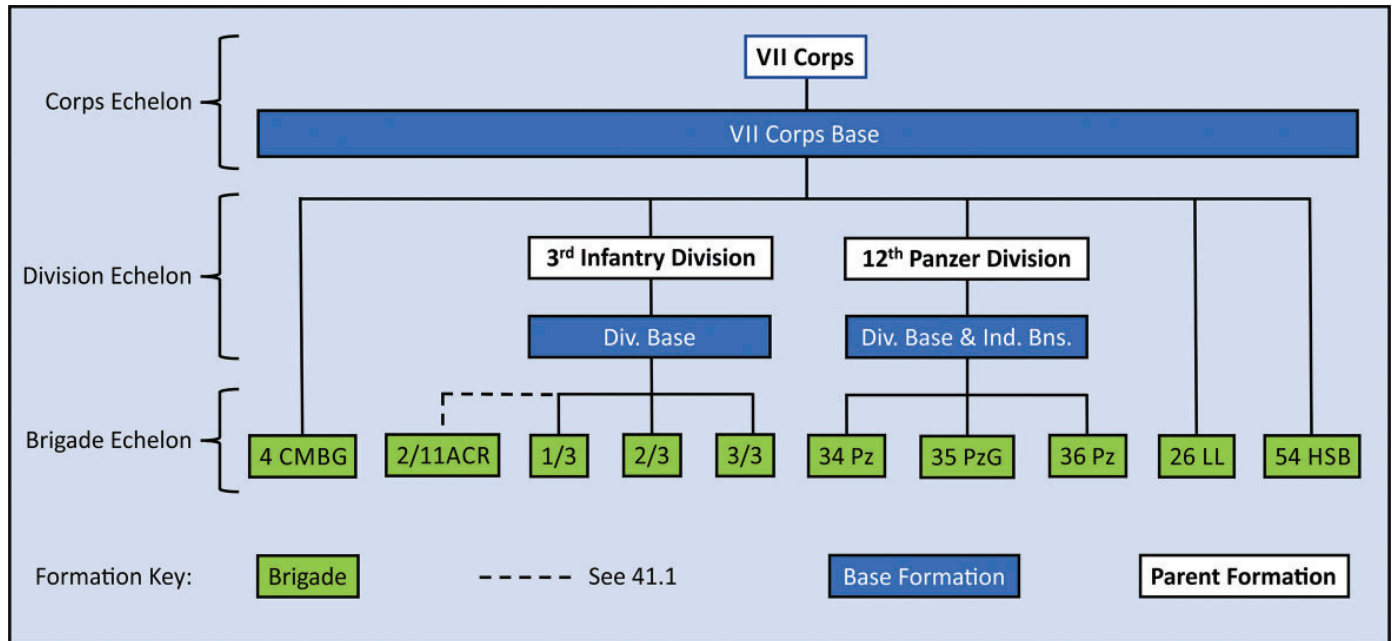 VII Corps
Corps Echelon
VII Corps Base
Division Echelon
3rd Infantry Division
12th Panzer Division
Div. Base
Div. Base & Ind. Bns.
Brigade Echelon
4 CMBG
2/11ACR
1/3
2/3
3/3
34 Pz
35 PzG
36 Pz
26 LL
54 HSB
Formation Key:
Brigade
See 41.1
Base Formation
Parent Formation